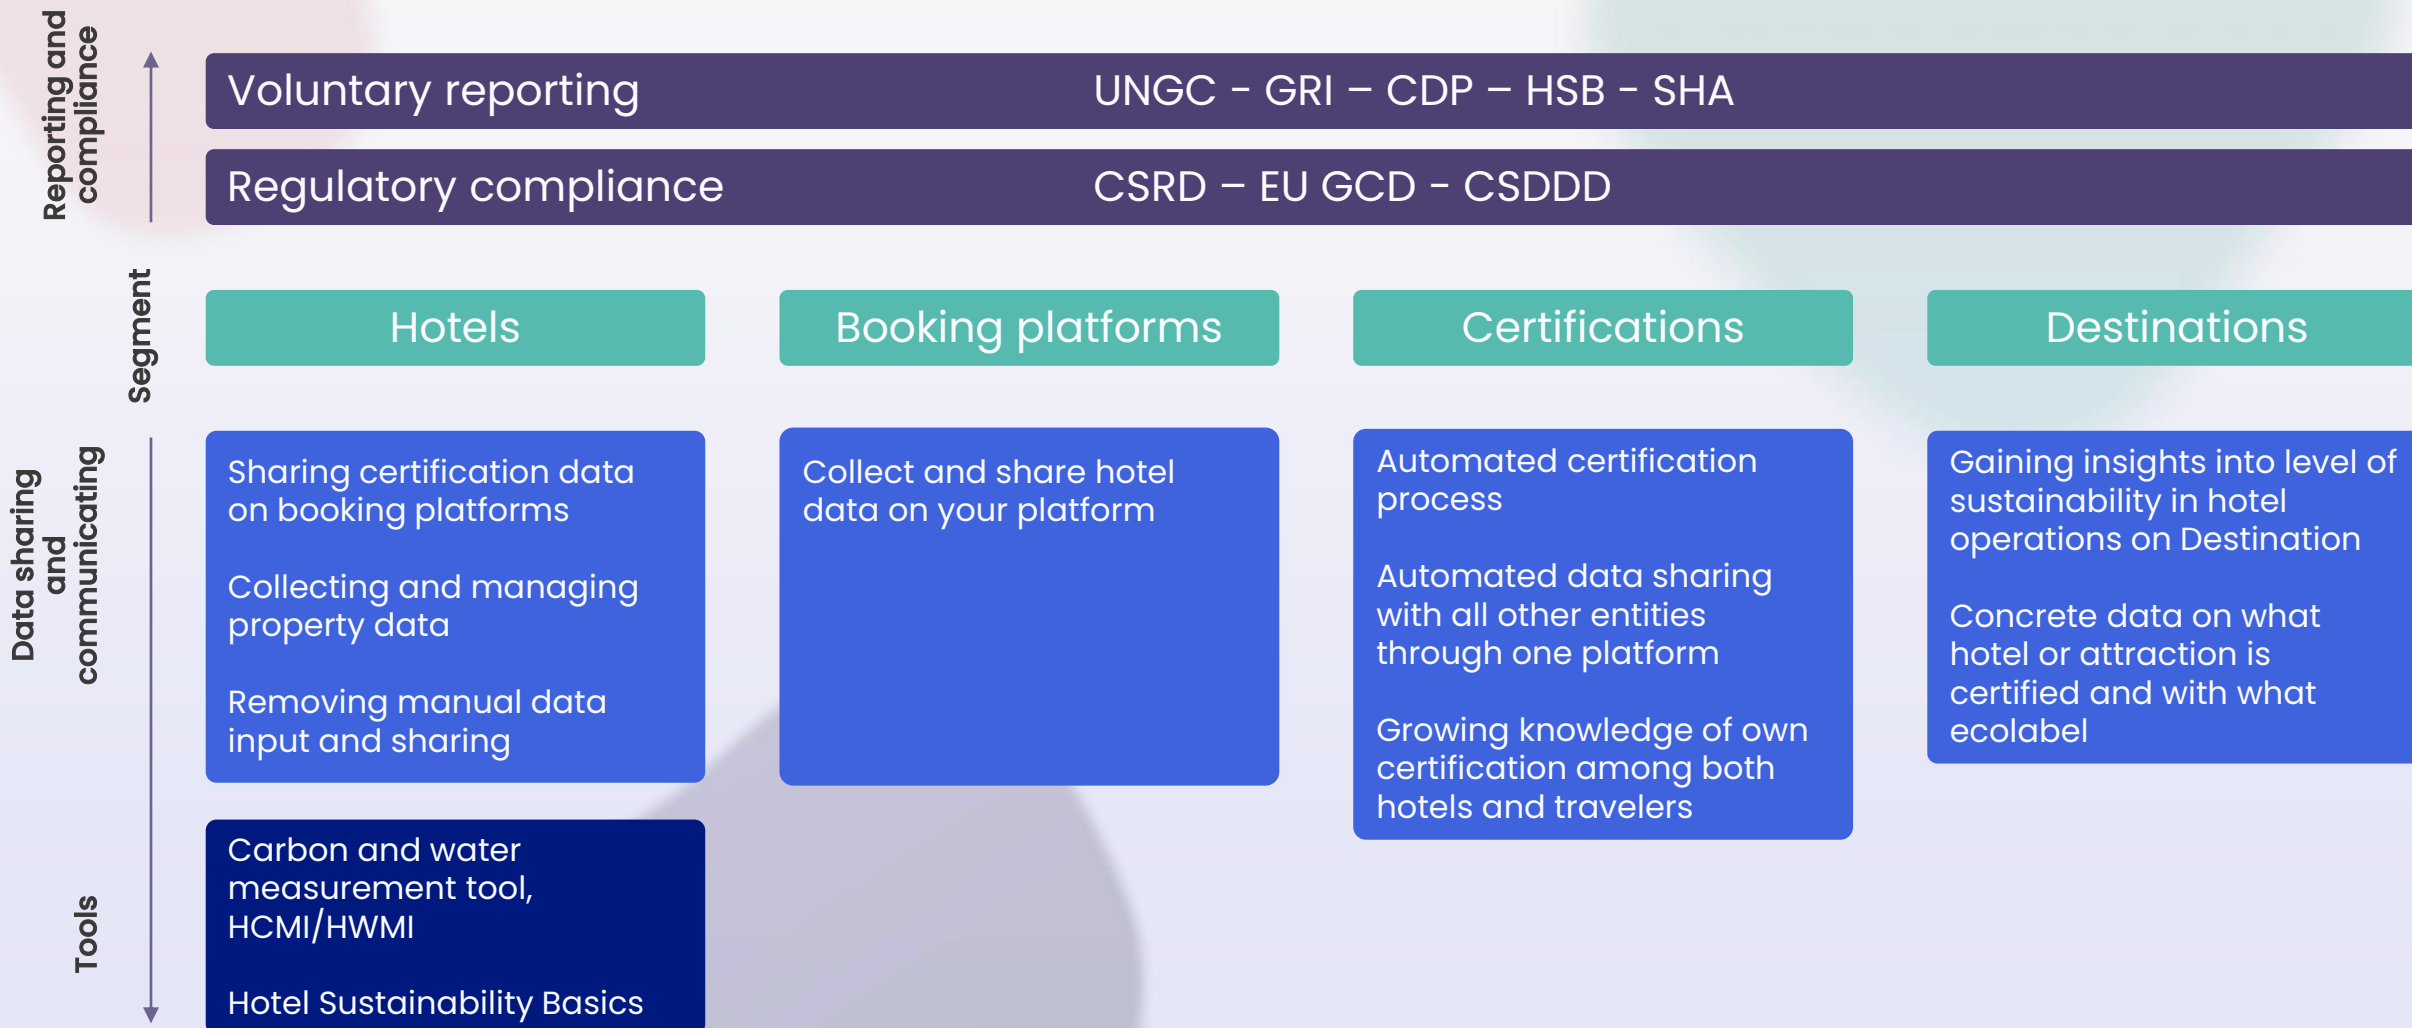 Reporting and
compliance
Voluntary reporting
UNGC - GRI – CDP – HSB - SHA
Regulatory compliance
CSRD – EU GCD - CSDDD
Segment
Hotels
Booking platforms
Certifications
Destinations
Data sharing
and
communicating
Sharing certification data
on booking platforms
Collecting and managing
property data
Removing manual data
input and sharing
Collect and share hotel
data on your platform
Automated certification
process
Automated data sharing
with all other entities
through one platform
Growing knowledge of own
certification among both
hotels and travelers
Gaining insights into level of
sustainability in hotel
operations on Destination
Concrete data on what
hotel or attraction is
certified and with what
ecolabel
Tools
Carbon and water
measurement tool,
HCMI/HWMI
Hotel Sustainability Basics